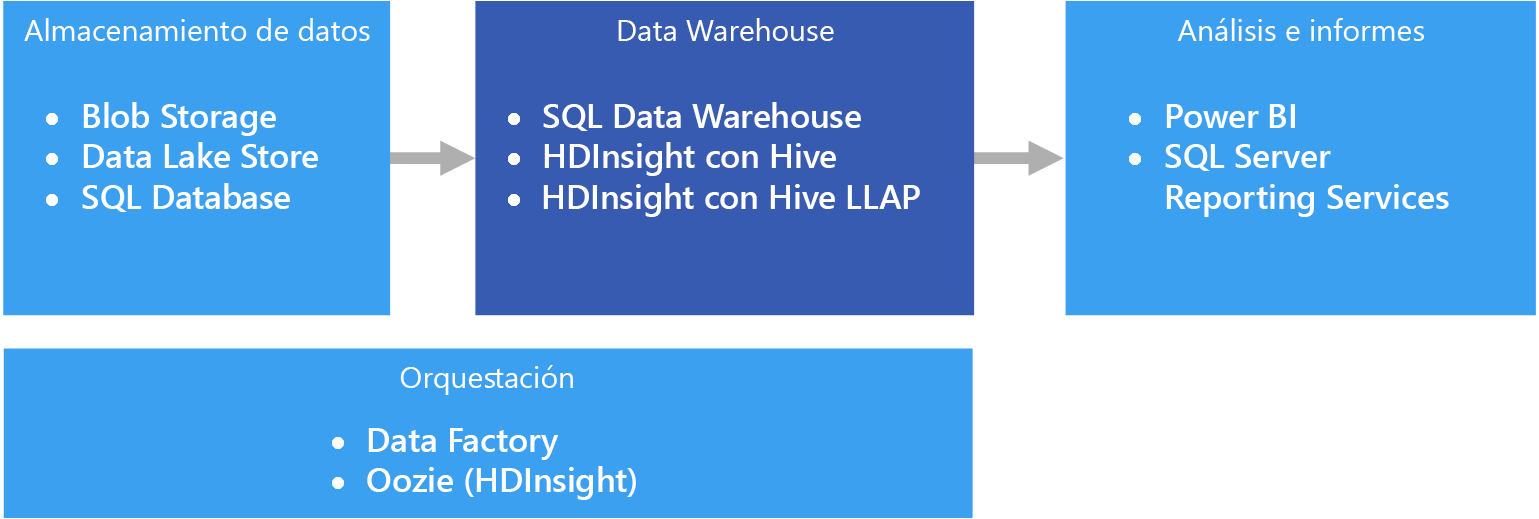 Almacenamiento de datos
• Blob Storage
• Data Lake Store
• SQL Database
Data Warehouse
• SQL Data Warehouse
• HDInsight con Hive
• HDInsight con Hive LLAP
Análisis e informes
• Power BI
• SQL Server
Reporting Services
Orquestación
• Data Factory
• Oozie (HDInsight)